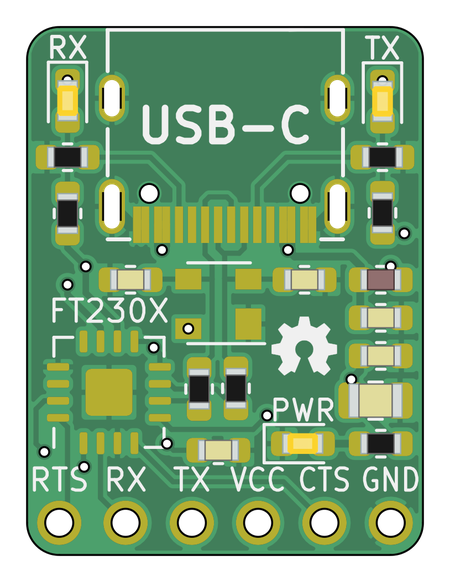 RX TX
USB-C
FT230X
PWR
RTS RX TX VCC CTS GND